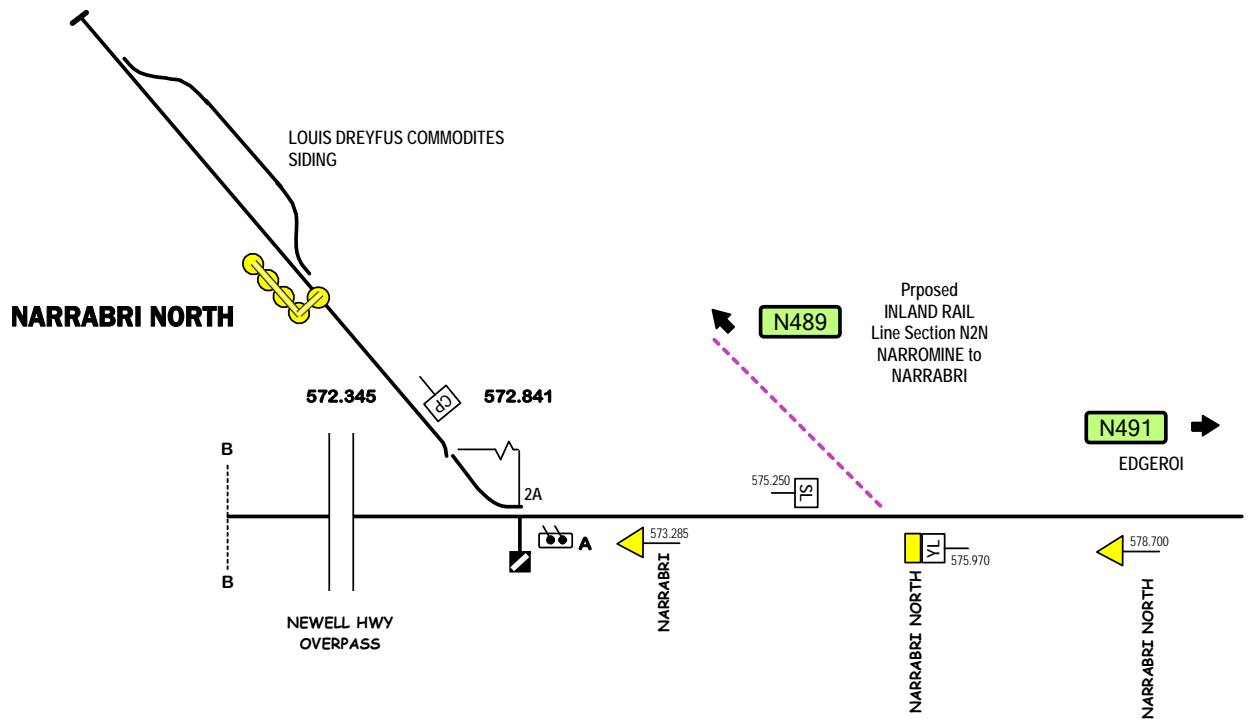 LOUIS DREYFUS COMMODITES
SIDING
NARRABRI NORTH
N489
Prposed
INLAND RAIL
Line Section N2N
NARROMINE to
NARRABRI
572.345
CP
572.841
N491
EDGEROI
B
575.250
SL
2A
A
573.285
NARRABRI
YL
575.970
NARRABRI NORTH
578.700
NARRABRI NORTH
B
NEWELL HWY
OVERPASS